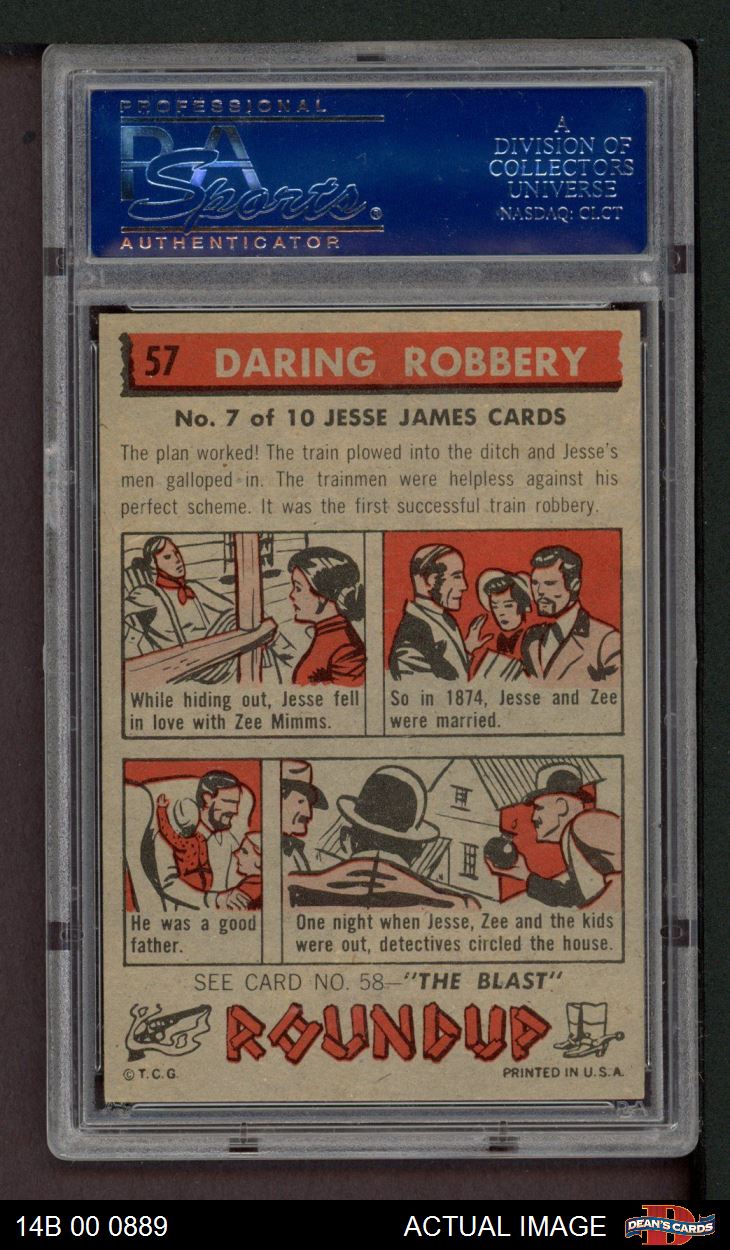 PROFESSIONAL
PSA
Sports®
AUTHENTICATOR
A
DIVISION OF
COLLECTORS
UNIVERSE
NASDAQ: CLCT
57 DARING ROBBERY
No. 7 of 10 JESSE JAMES CARDS
The plan worked! The train plowed into the ditch and Jesse's
men galloped in. The trainmen were helpless against his
perfect scheme. It was the first successful train robbery.
While hiding out, Jesse fell
in love with Zee Mimms.
So in 1874, Jesse and Zee
were married.
He was a good
father.
One night when Jesse, Zee and the kids
were out, detectives circled the house.
SEE CARD NO. 58—"THE BLAST"
ROUNDUP
© T.C.G.
PRINTED IN U.S.A.
14B 00 0889
ACTUAL IMAGE
D
DEAN'S CARDS